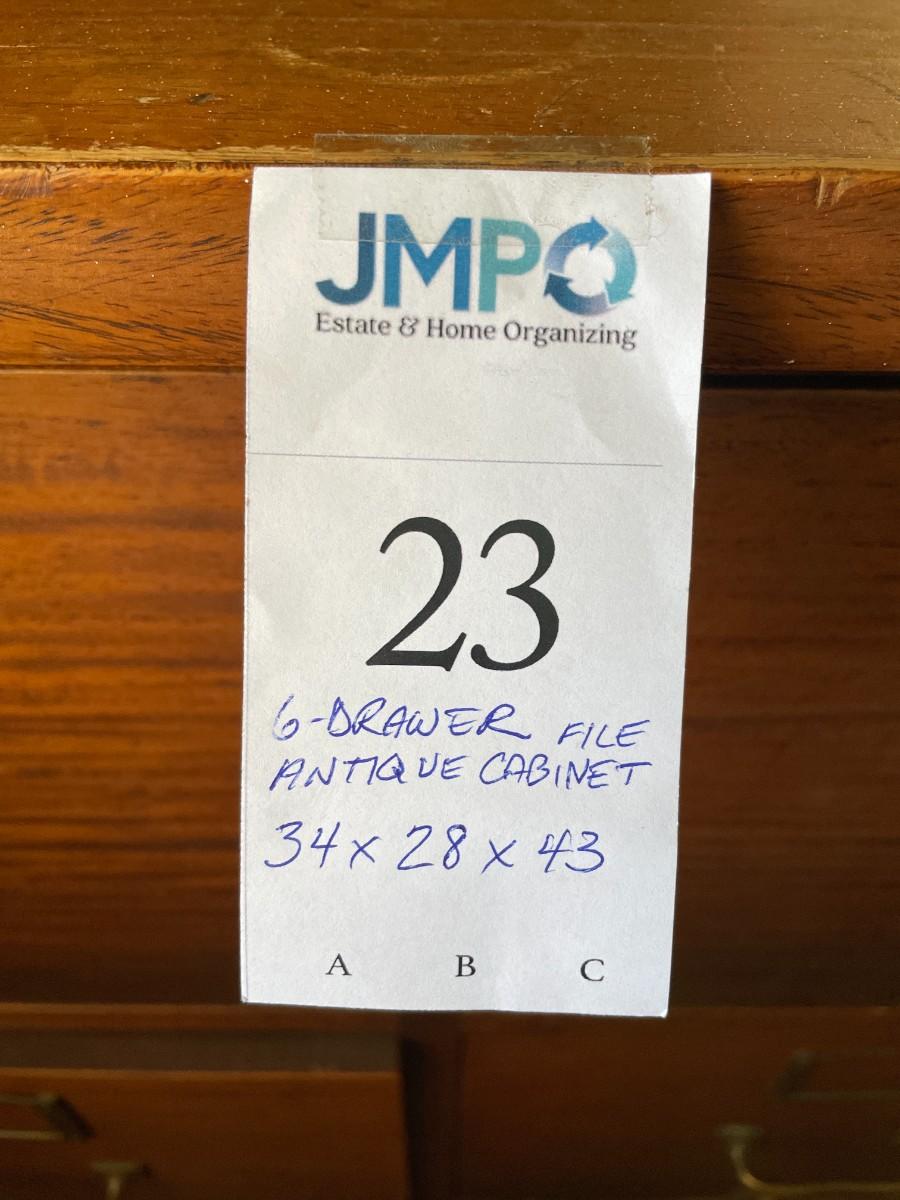 JMPO
Estate & Home Organizing
23
6-DRAWER FILE
ANTIQUE CABINET
34 x 28 x 43
A B C